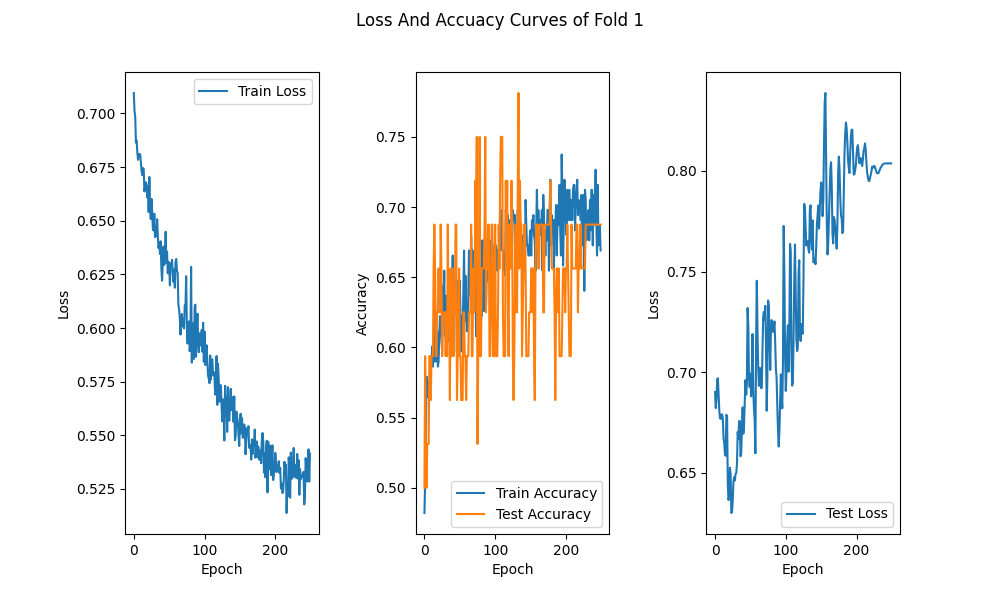 Loss And Accuacy Curves of Fold 1
Loss
0.700
0.675
0.650
0.625
0.600
0.575
0.550
0.525
0
100
200
Epoch
Train Loss
Accuracy
0.75
0.70
0.65
0.60
0.55
0.50
0
100
200
Epoch
Train Accuracy
Test Accuracy
Loss
0.80
0.75
0.70
0.65
0
100
200
Epoch
Test Loss